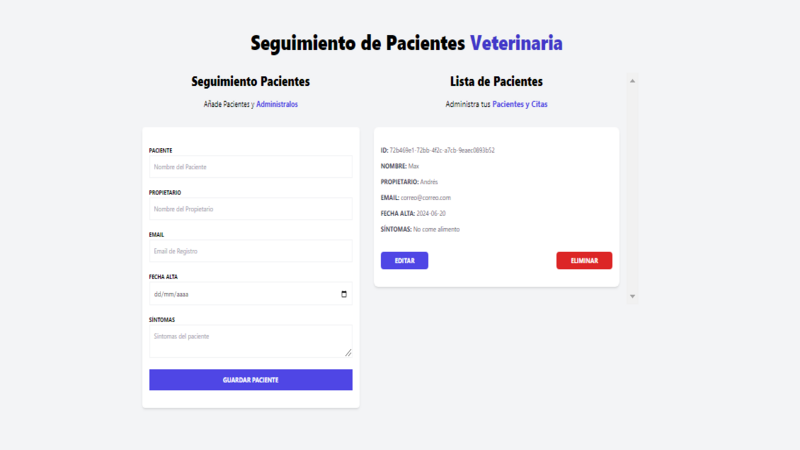 Seguimiento de Pacientes Veterinaria
Seguimiento Pacientes
Añade Pacientes y Administralos
PACIENTE
Nombre del Paciente
PROPIETARIO
Nombre del Propietario
EMAIL
Email de Registro
FECHA ALTA
dd/mm/aaaa
SÍNTOMAS
Síntomas del paciente
GUARDAR PACIENTE
Lista de Pacientes
Administra tus Pacientes y Citas
ID: 72b469e1-72bb-4f2c-a7cb-9eaec0893b52
NOMBRE: Max
PROPIETARIO: Andrés
EMAIL: correo@correo.com
FECHA ALTA: 2024-06-20
SÍNTOMAS: No come alimento
EDITAR
ELIMINAR